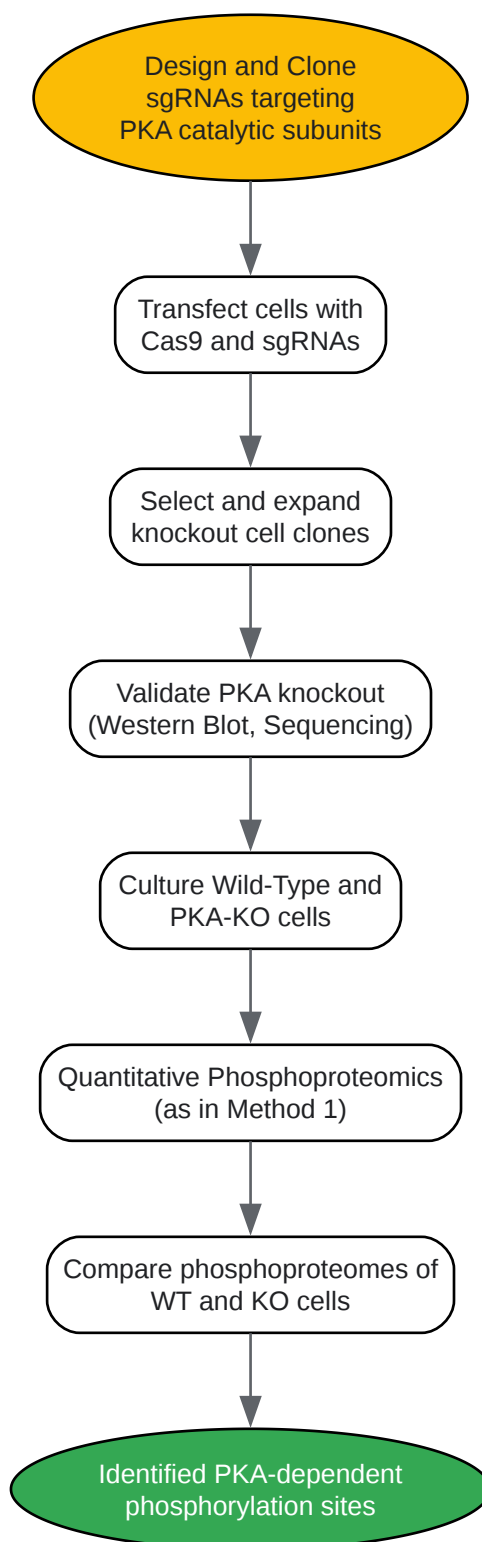 Design and Clone
sgRNAs targeting
PKA catalytic subunits
Transfect cells with
Cas9 and sgRNAs
Select and expand
knockout cell clones
Validate PKA knockout
(Western Blot, Sequencing)
Culture Wild-Type and
PKA-KO cells
Quantitative Phosphoproteomics
(as in Method 1)
Compare phosphoproteomes of
WT and KO cells
Identified PKA-dependent
phosphorylation sites